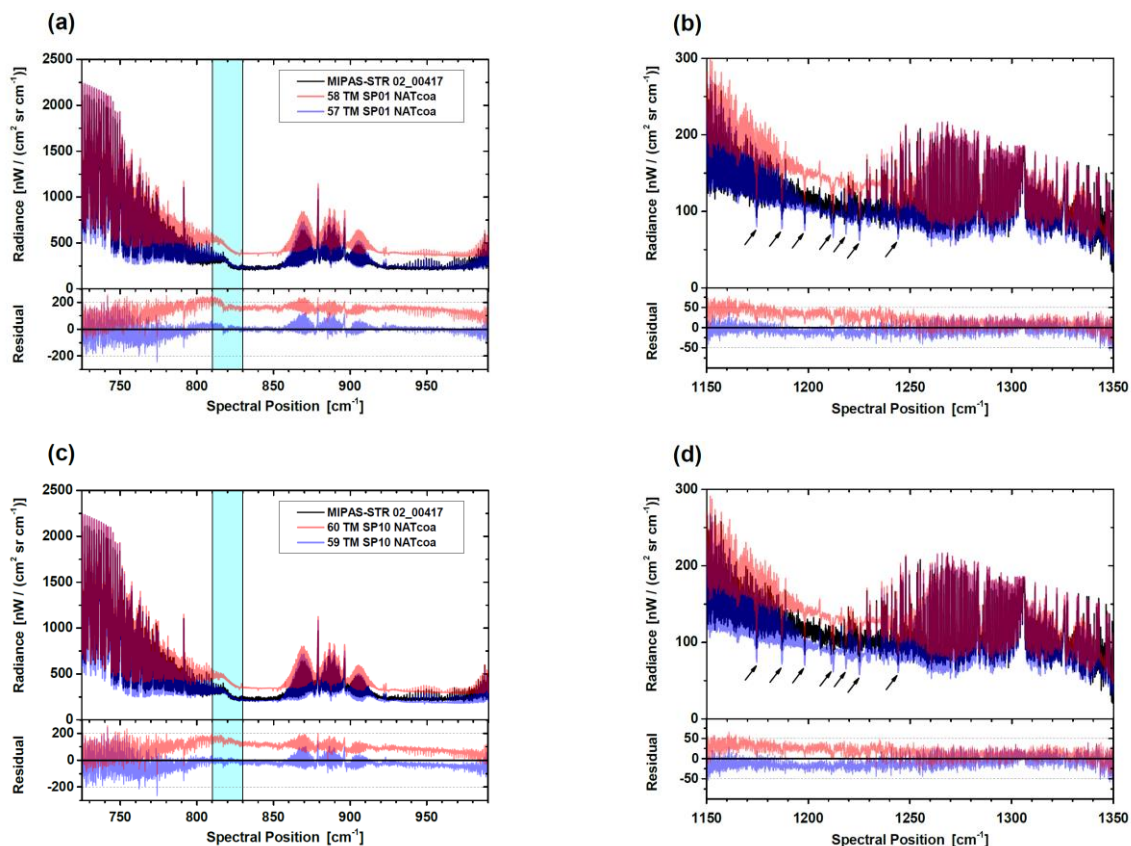 (a)
Radiance [nW / (cm² sr cm⁻¹)]
2500
2000
1500
1000
500
0
MIPAS-STR 02_00417
58 TM SP01 NATcoa
57 TM SP01 NATcoa
Residual
200
0
-200
750 800 850 900 950
Spectral Position [cm⁻¹]
(b)
Radiance [nW / (cm² sr cm⁻¹)]
300
200
100
0
Residual
50
0
-50
1150 1200 1250 1300 1350
Spectral Position [cm⁻¹]
(c)
Radiance [nW / (cm² sr cm⁻¹)]
2500
2000
1500
1000
500
0
MIPAS-STR 02_00417
60 TM SP10 NATcoa
59 TM SP10 NATcoa
Residual
200
0
-200
750 800 850 900 950
Spectral Position [cm⁻¹]
(d)
Radiance [nW / (cm² sr cm⁻¹)]
300
200
100
0
Residual
50
0
-50
1150 1200 1250 1300 1350
Spectral Position [cm⁻¹]